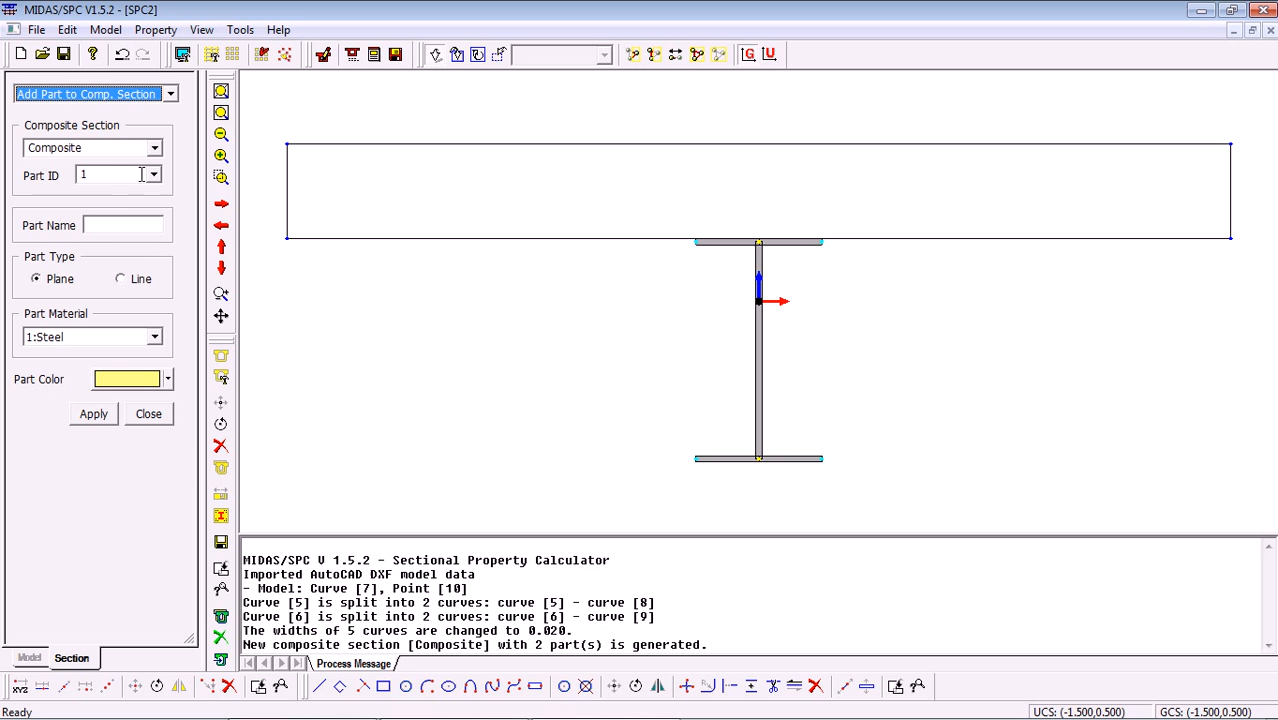 MIDAS/SPC V1.5.2 - [SPC2]
File Edit Model Property View Tools Help
G U
Add Part to Comp. Section
Composite Section
Composite
Part ID 1
Part Name
Part Type
Plane Line
Part Material
1:Steel
Part Color
Apply Close
MIDAS/SPC V 1.5.2 - Sectional Property Calculator
Imported AutoCAD DXF model data
- Model: Curve [7], Point [10]
Curve [5] is split into 2 curves: curve [5] - curve [8]
Curve [6] is split into 2 curves: curve [6] - curve [9]
The widths of 5 curves are changed to 0.020.
New composite section [Composite] with 2 part(s) is generated.
Model Section
Process Message
XYZ
Ready
UCS: (-1.500,0.500) GCS: (-1.500,0.500)